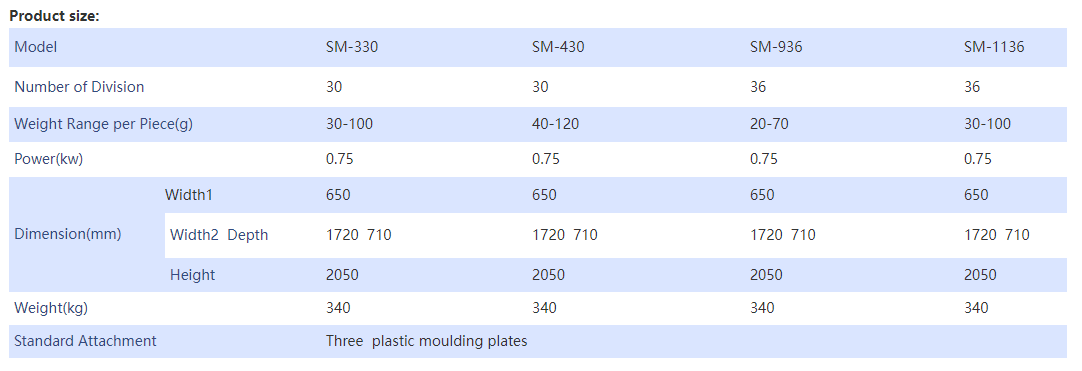 Product size:
Model SM-330 SM-430 SM-936 SM-1136
Number of Division 30 30 36 36
Weight Range per Piece(g) 30-100 40-120 20-70 30-100
Power(kw) 0.75 0.75 0.75 0.75
Width1 650 650 650 650
Dimension(mm) Width2 Depth 1720 710 1720 710 1720 710 1720 710
Height 2050 2050 2050 2050
Weight(kg) 340 340 340 340
Standard Attachment Three plastic moulding plates